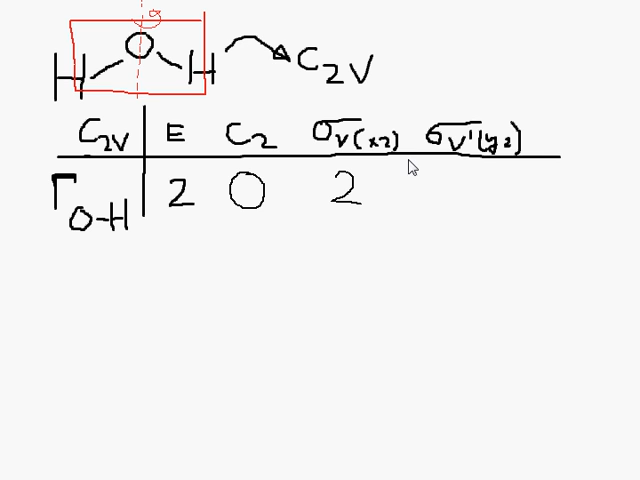 O
H H C2V
C2V E C2 σv(xz) σv'(yz)
ΓO-H 2 0 2